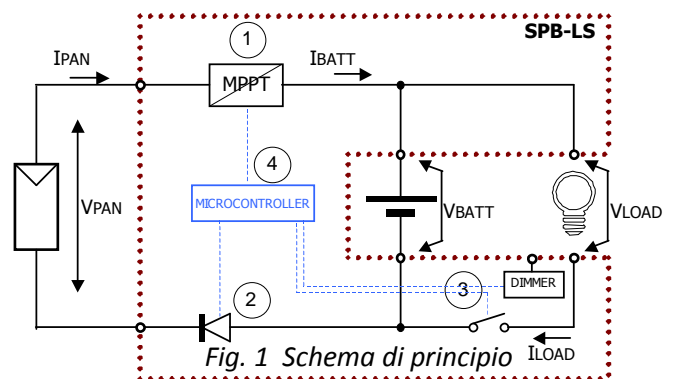 SPB-LS
1
IPAN
IBATT
MPPT
4
VPAN
MICROCONTROLLER
VBATT
VLOAD
DIMMER
2
3
ILOAD
Fig. 1 Schema di principio